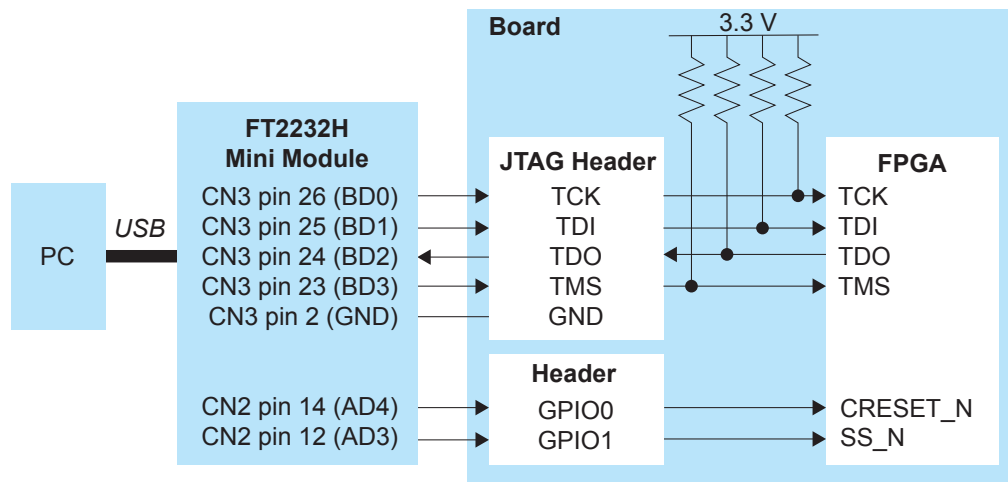 Board
3.3 V
FT2232H
Mini Module
JTAG Header
FPGA
PC
USB
CN3 pin 26 (BD0)
TCK
TCK
CN3 pin 25 (BD1)
TDI
TDI
CN3 pin 24 (BD2)
TDO
TDO
CN3 pin 23 (BD3)
TMS
TMS
CN3 pin 2 (GND)
GND
Header
CN2 pin 14 (AD4)
GPIO0
CRESET_N
CN2 pin 12 (AD3)
GPIO1
SS_N